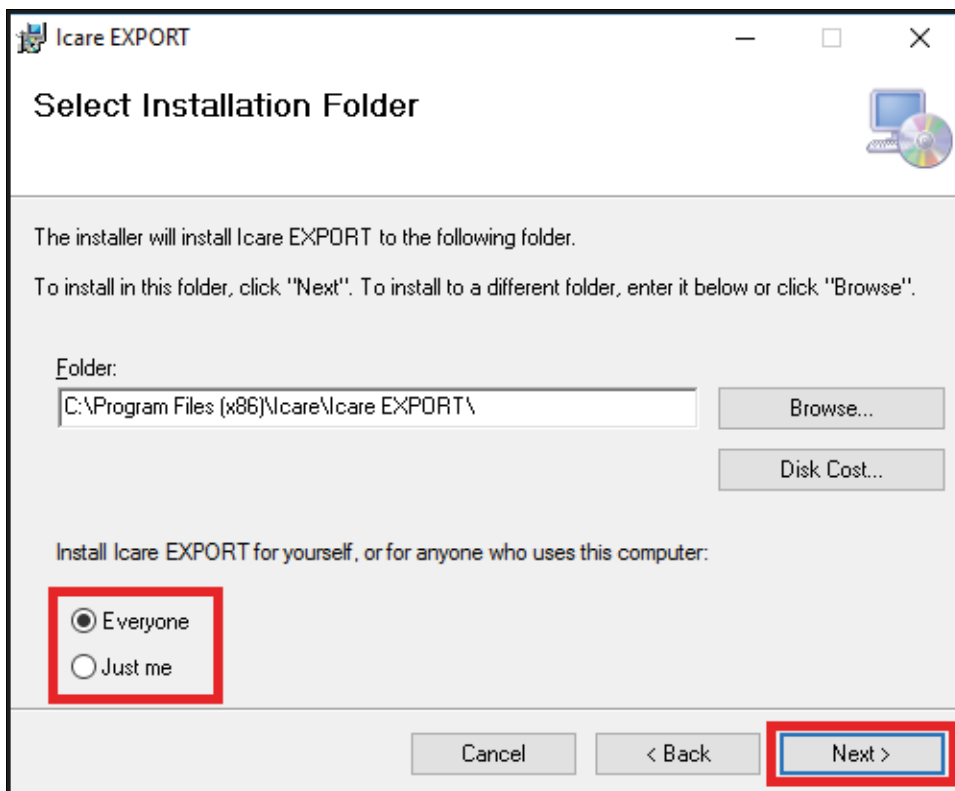 Icare EXPORT
Select Installation Folder
The installer will install Icare EXPORT to the following folder.
To install in this folder, click "Next". To install to a different folder, enter it below or click "Browse".
Folder:
C:\Program Files (x86)\Icare\Icare EXPORT\
Browse...
Disk Cost...
Install Icare EXPORT for yourself, or for anyone who uses this computer:
Everyone
Just me
Cancel
< Back
Next >